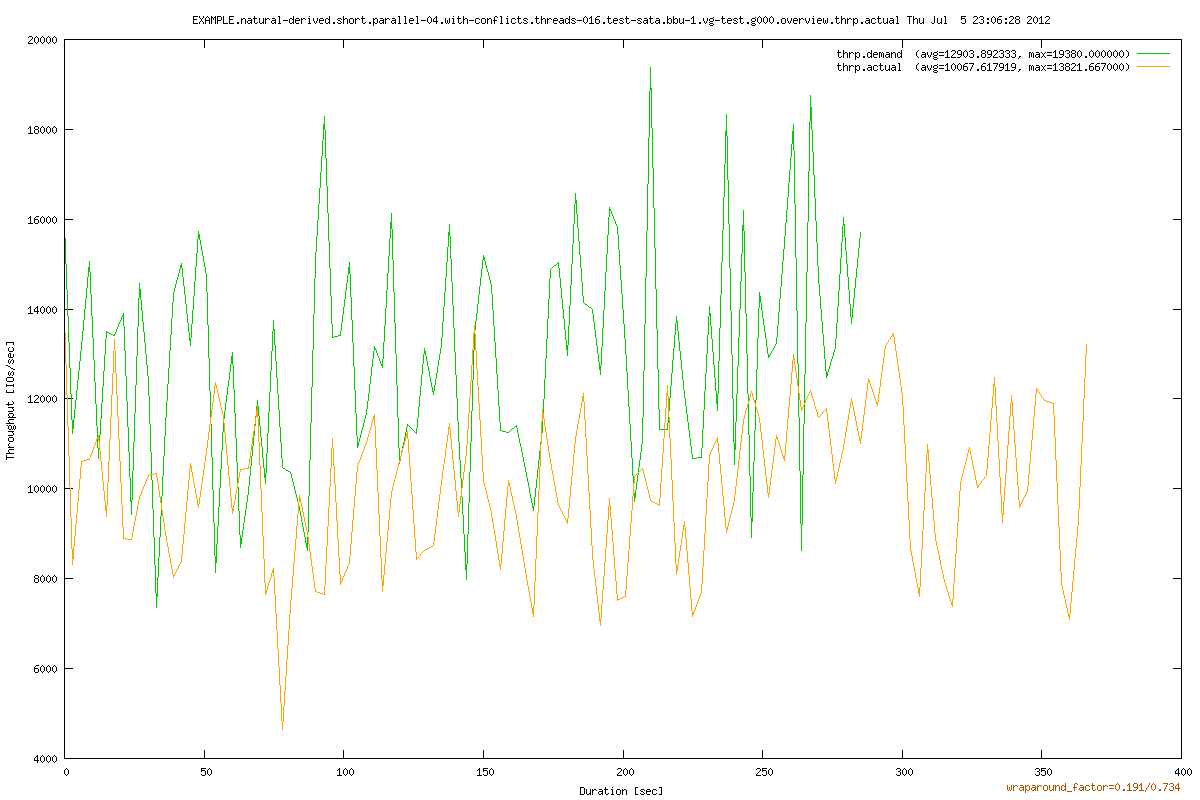 EXAMPLE.natural-derived.short.parallel-04.with-conflicts.threads-016.test-sata.bbu-1.vg-test.g000.overview.thrp.actual Thu Jul  5 23:06:28 2012
thrp.demand  (avg=12903.892333, max=19380.000000)
thrp.actual  (avg=10067.617919, max=13821.667000)
20000
18000
16000
14000
12000
10000
8000
6000
4000
Throughput [IOs/sec]
0 50 100 150 200 250 300 350 400
Duration [sec]
wraparound_factor=0.191/0.734